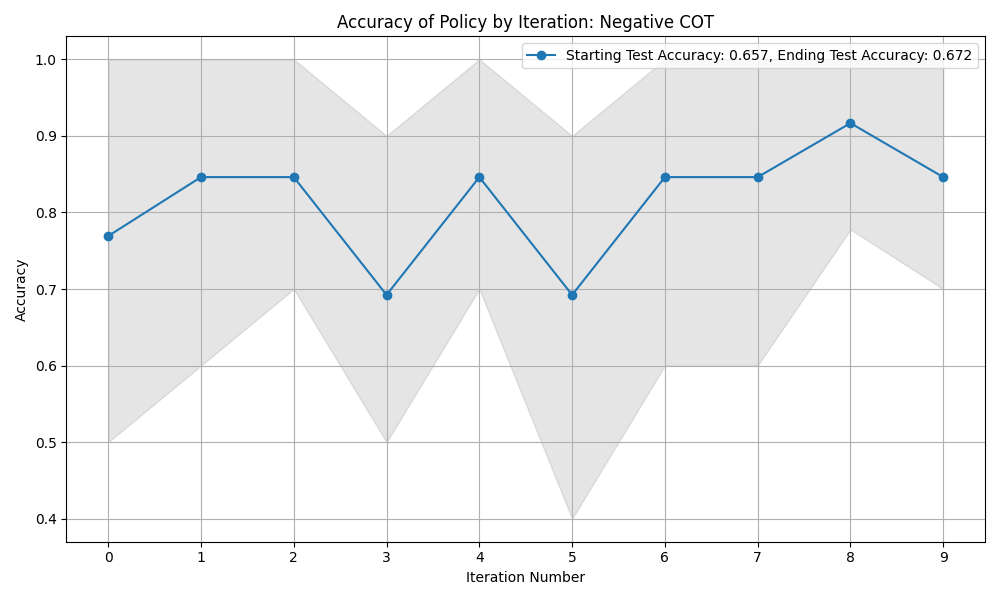 Accuracy of Policy by Iteration: Negative COT
Starting Test Accuracy: 0.657, Ending Test Accuracy: 0.672
Accuracy
1.0
0.9
0.8
0.7
0.6
0.5
0.4
0 1 2 3 4 5 6 7 8 9
Iteration Number